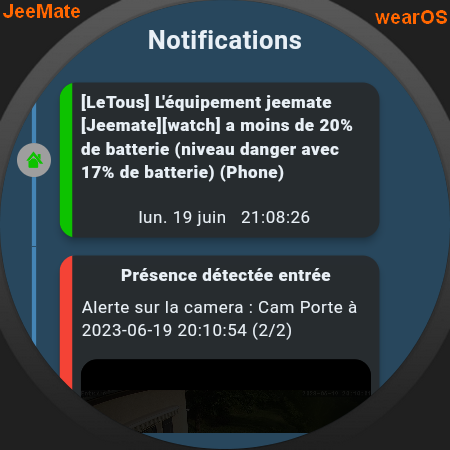 JeeMate
wearOS
Notifications
[LeTous] L'équipement jeemate
[Jeemate][watch] a moins de 20%
de batterie (niveau danger avec
17% de batterie) (Phone)
lun. 19 juin 21:08:26
Présence détectée entrée
Alerte sur la camera : Cam Porte à
2023-06-19 20:10:54 (2/2)